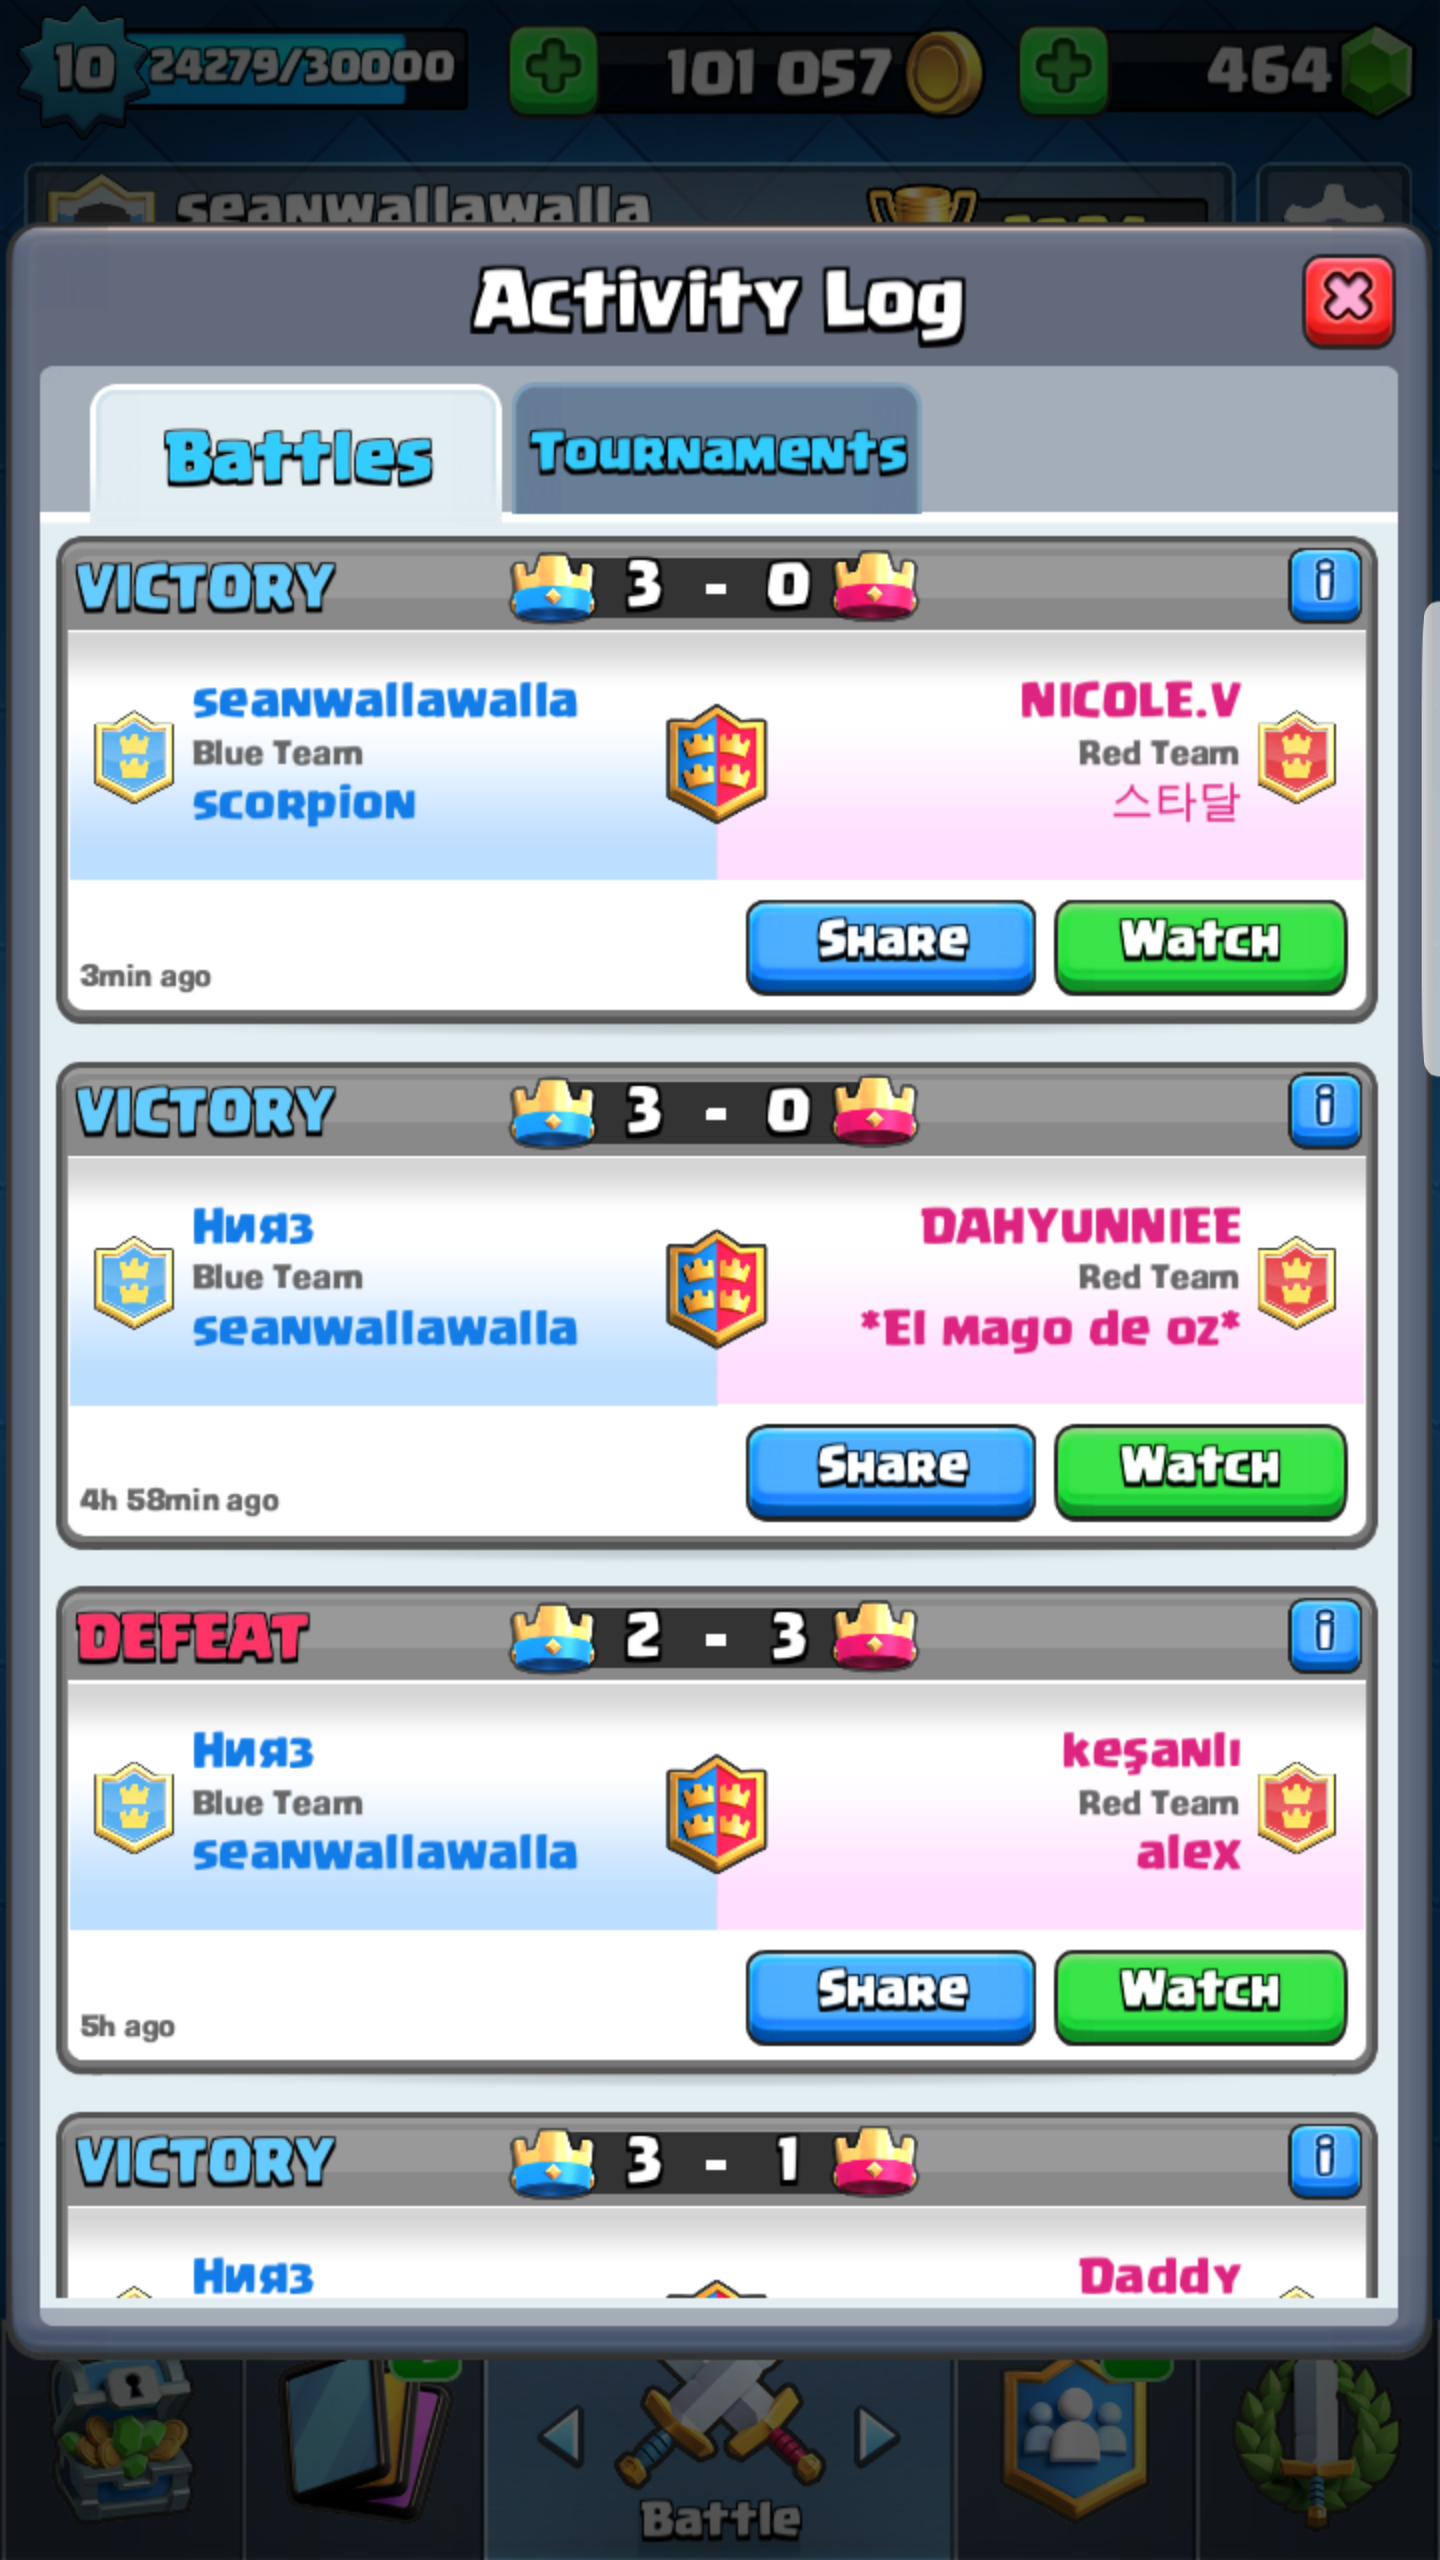 10
24279/30000
101 057
464
seanwallawalla
Activity Log
Battles
Tournaments
VICTORY
3 - 0
i
seanwallawalla
NICOLE.V
Blue Team
Red Team
scorpion
스타달
Share
Watch
3min ago
VICTORY
3 - 0
i
Нияз
DAHYUNNIEE
Blue Team
Red Team
seanwallawalla
*El Mago de oz*
Share
Watch
4h 58min ago
DEFEAT
2 - 3
i
Нияз
keşanlı
Blue Team
Red Team
seanwallawalla
alex
Share
Watch
5h ago
VICTORY
3 - 1
i
Нияз
Daddy
Battle